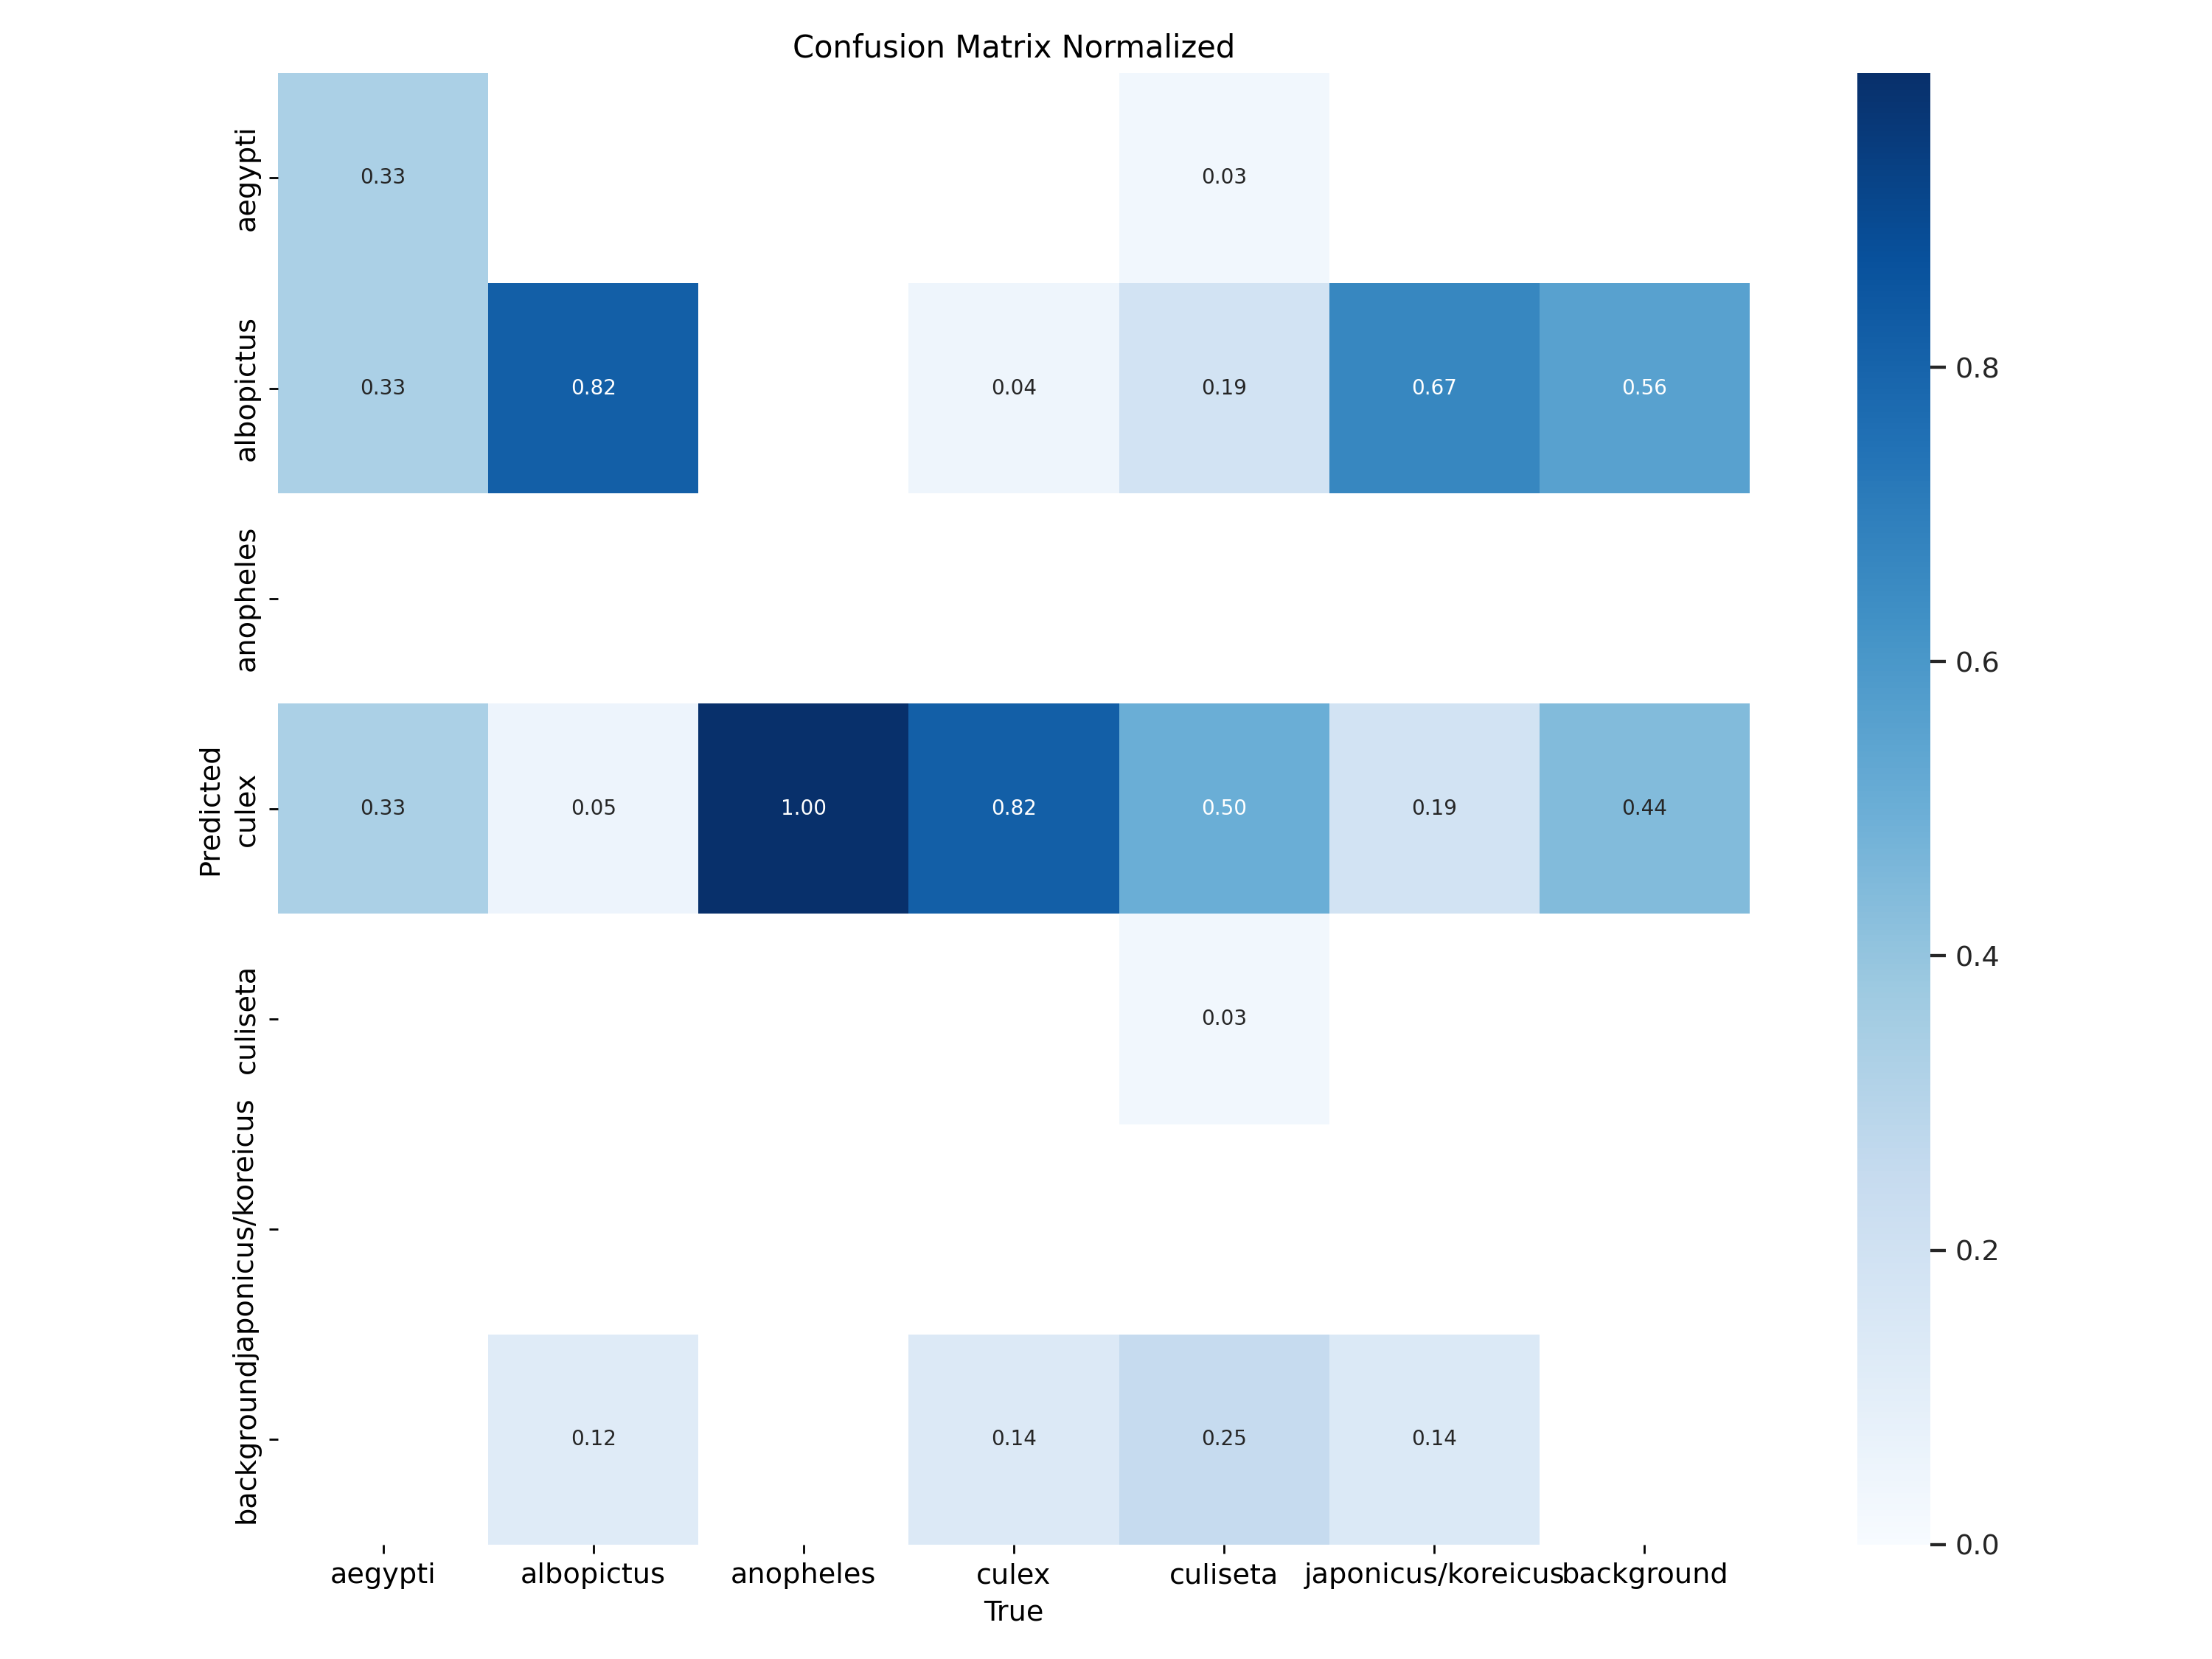 Confusion Matrix Normalized
aegypti
0.33
0.03
albopictus
0.33 0.82 0.04 0.19 0.67 0.56
anopheles
culex
0.33 0.05 1.00 0.82 0.50 0.19 0.44
culiseta
0.03
japonicus/koreicus
background
0.12 0.14 0.25 0.14
Predicted
aegypti albopictus anopheles culex culiseta japonicus/koreicus background
True
0.8
0.6
0.4
0.2
0.0